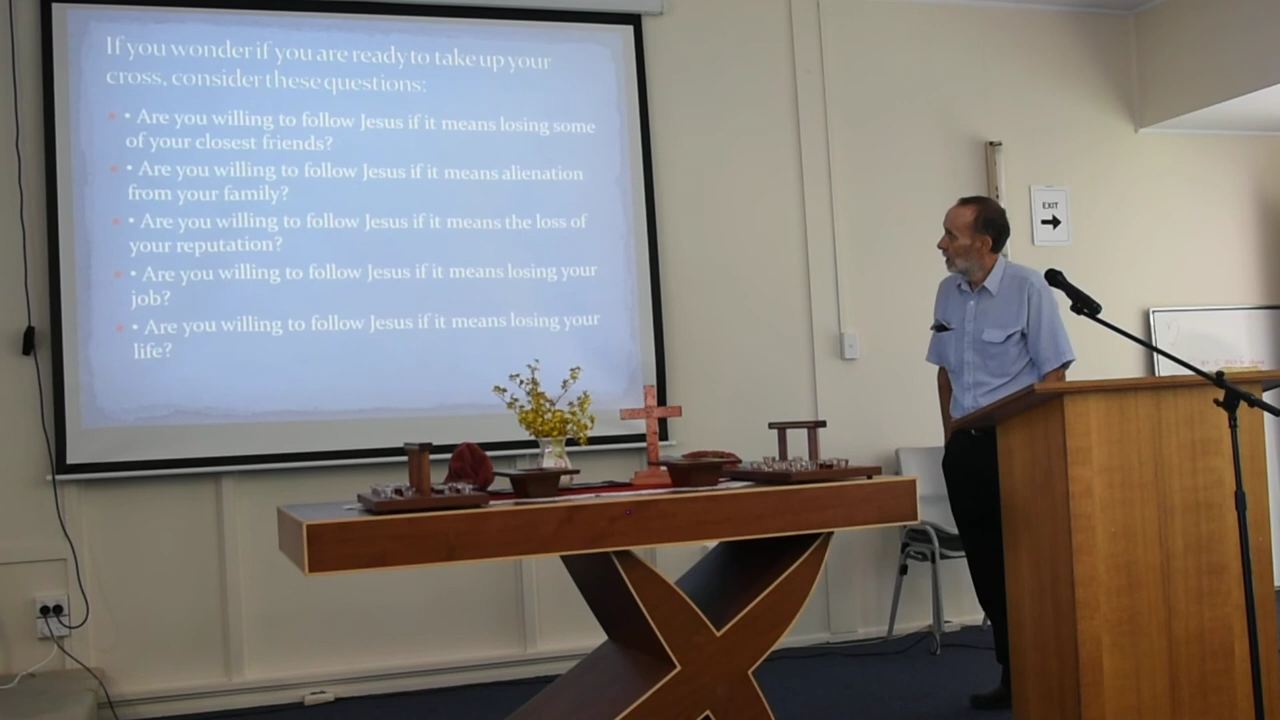 If you wonder if you are ready to take up your
cross, consider these questions:
• Are you willing to follow Jesus if it means losing some
of your closest friends?
• Are you willing to follow Jesus if it means alienation
from your family?
• Are you willing to follow Jesus if it means the loss of
your reputation?
• Are you willing to follow Jesus if it means losing your
job?
• Are you willing to follow Jesus if it means losing your
life?
EXIT